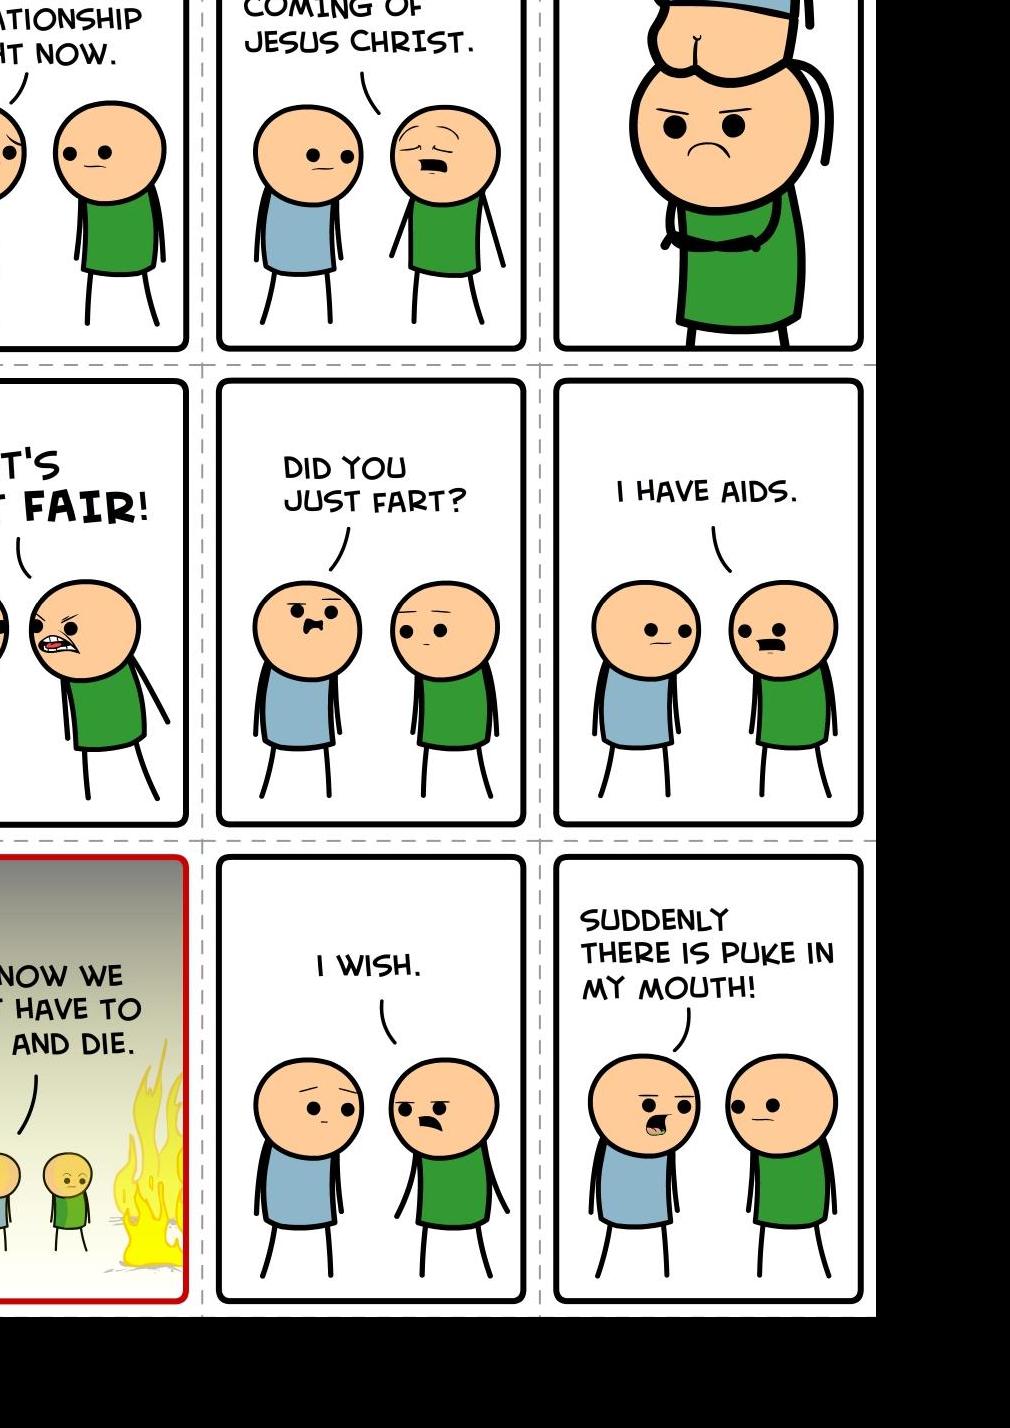 HT NOW.
COMING OF
JESUS CHRIST.
T'S
FAIR!
DID YOU
JUST FART?
I HAVE AIDS.
NOW WE
HAVE TO
AND DIE.
I WISH.
SUDDENLY
THERE IS PUKE IN
MY MOUTH!